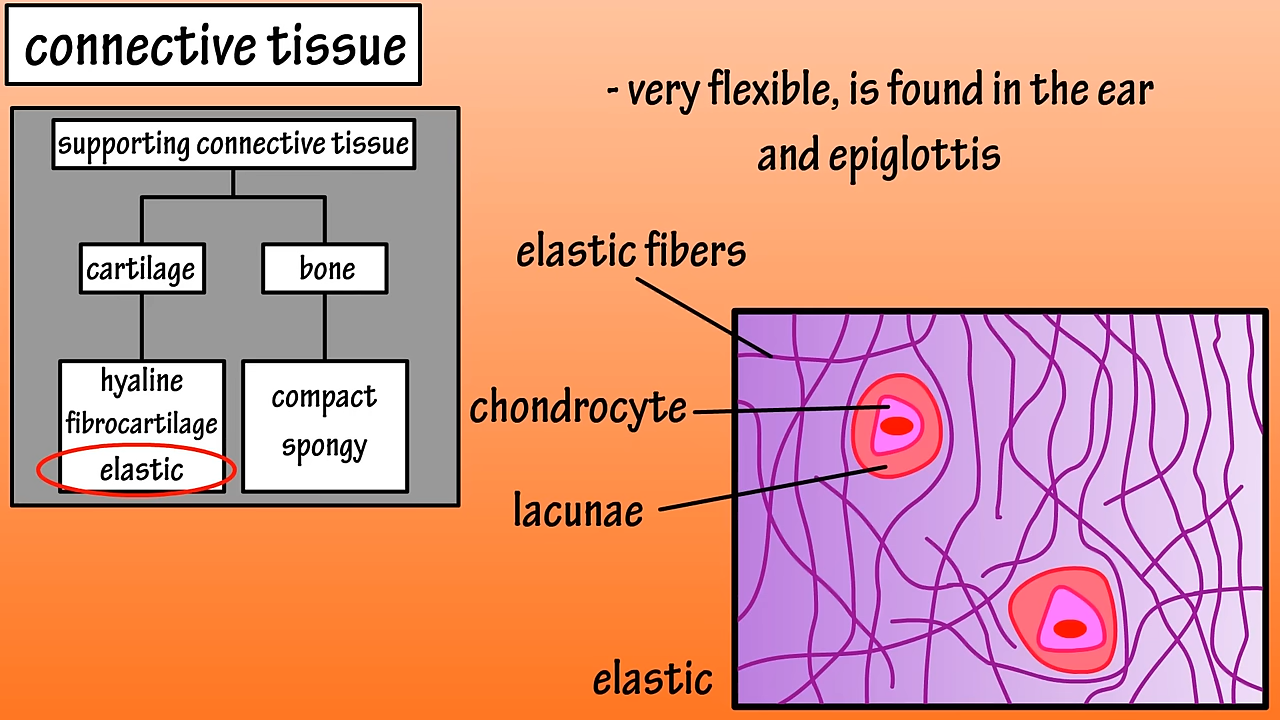 connective tissue
supporting connective tissue
cartilage
bone
hyaline
fibrocartilage
elastic
compact
spongy
- very flexible, is found in the ear
and epiglottis
elastic fibers
chondrocyte
lacunae
elastic